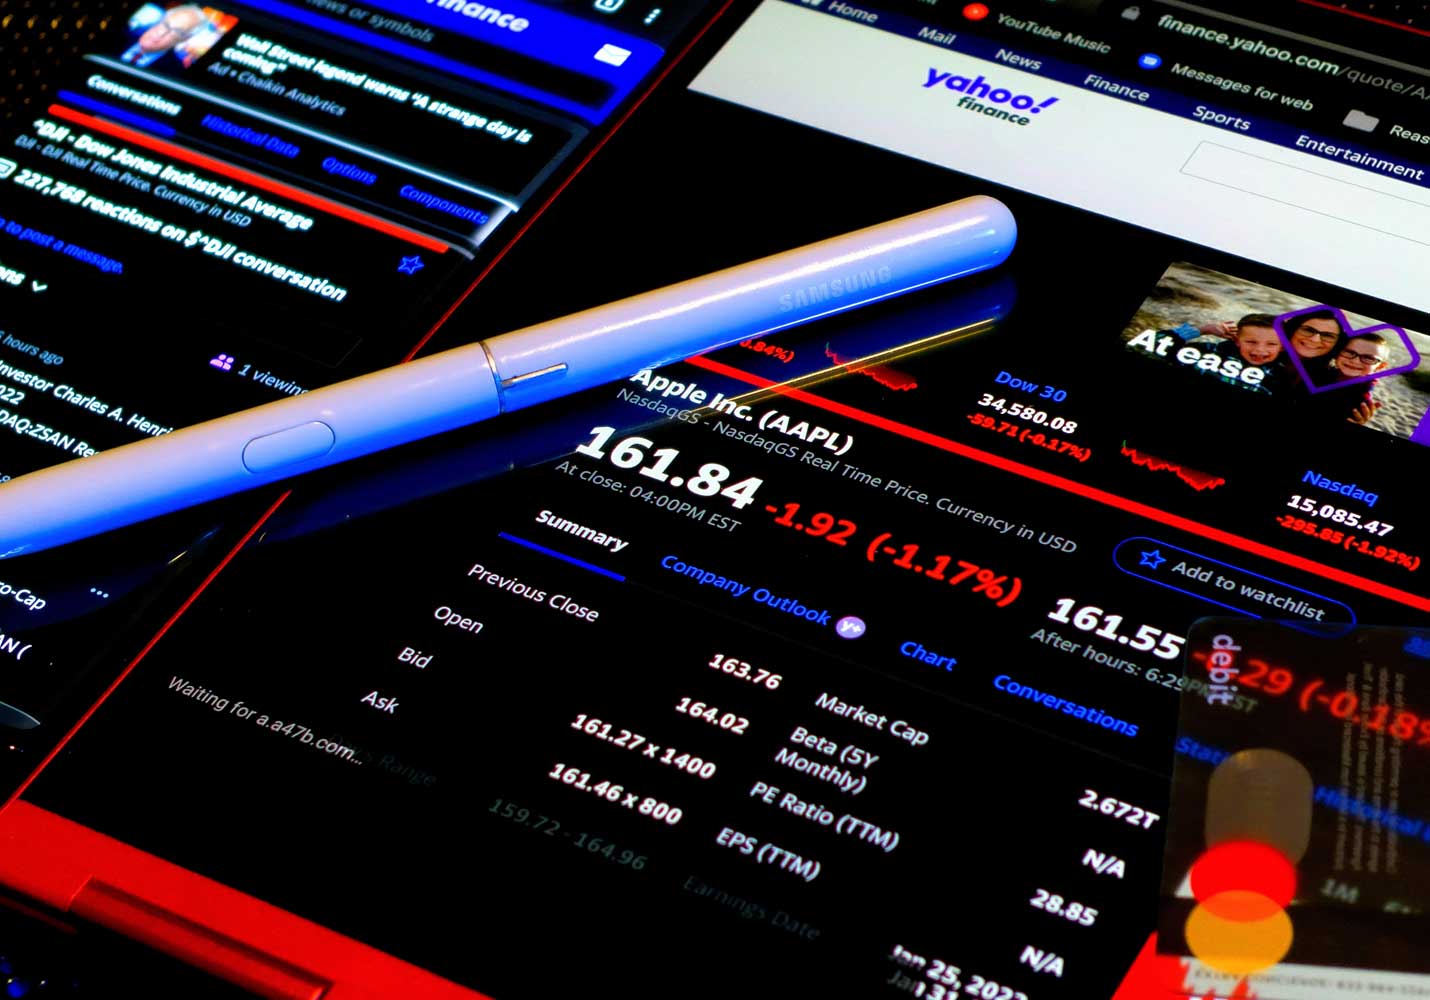 finance
news or symbols
Wall Street legend warns "A strange day is
coming"
Ad • Chaikin Analytics
Conversations
Historical Data
Options
Components
^DJI - Dow Jones Industrial Average
DJI - DJI Real Time Price. Currency in USD
227,768 reactions on $^DJI conversation
to post a message.
hours ago
1 viewing
Investor Charles A. Henri
2022
DAQ:ZSAN Re
ro-Cap
AN (
Home
Mail
News
Finance
Sports
Entertainment
YouTube Music
Messages for web
finance.yahoo.com/quote/AA
Reas
yahoo!
finance
SAMSUNG
At ease
0.84%)
Dow 30
34,580.08
-59.71 (-0.17%)
Nasdaq
15,085.47
-295.85 (-1.92%)
Apple Inc. (AAPL)
NasdaqGS - NasdaqGS Real Time Price. Currency in USD
161.84 -1.92 (-1.17%)
At close: 04:00PM EST
161.55 -0.29 (-0.18%
After hours: 6:29PM EST
Add to watchlist
Summary
Company Outlook
y+
Chart
Conversations
Stati
Historical
Previous Close 163.76
Open 164.02
Bid 161.27 x 1400
Ask 161.46 x 800
Day's Range 159.72 - 164.96
Waiting for a.a47b.com...
Market Cap 2.672T
Beta (5Y
Monthly) N/A
PE Ratio (TTM) 28.85
EPS (TTM) N/A
Earnings Date Jan 25, 2022
Jan 31
debit
1M